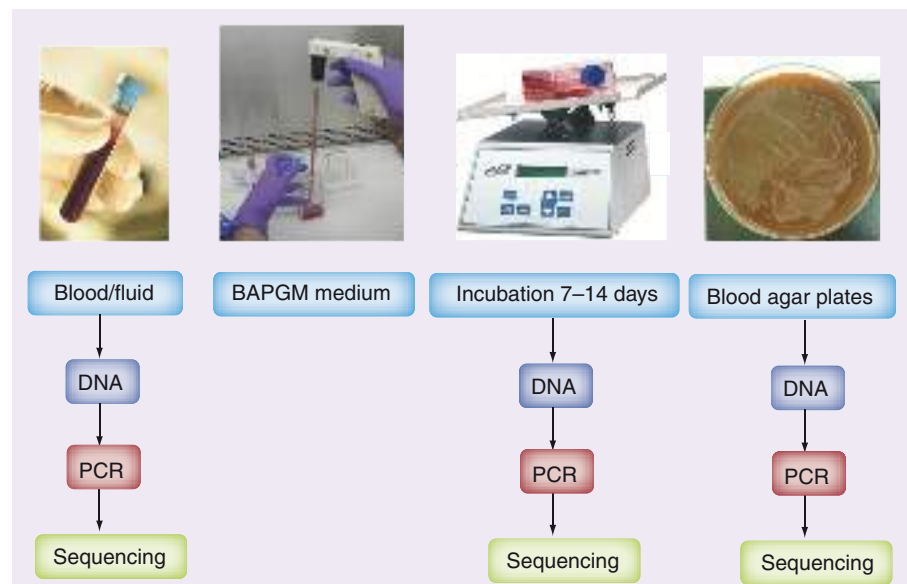 Blood/fluid
BAPGM medium
Incubation 7–14 days
Blood agar plates
DNA
DNA
DNA
PCR
PCR
PCR
Sequencing
Sequencing
Sequencing